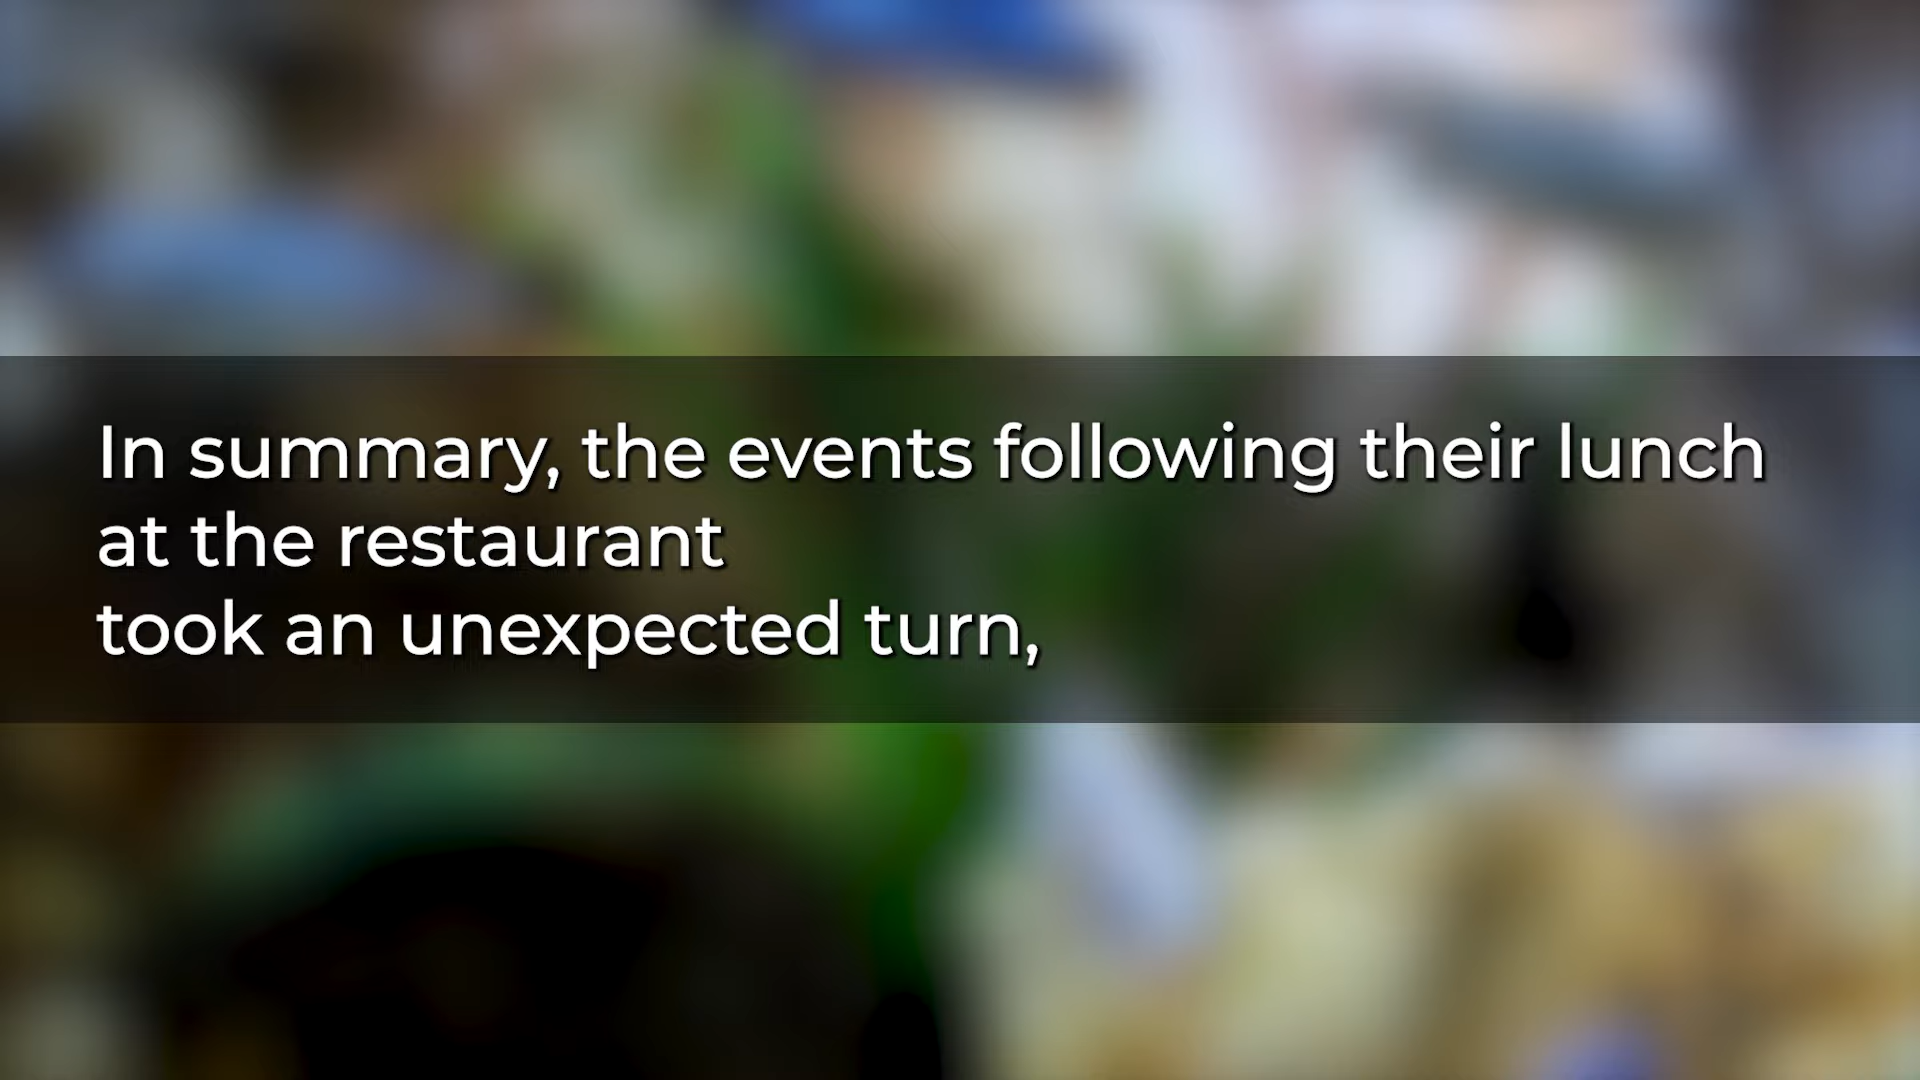 In summary, the events following their lunch
at the restaurant
took an unexpected turn,